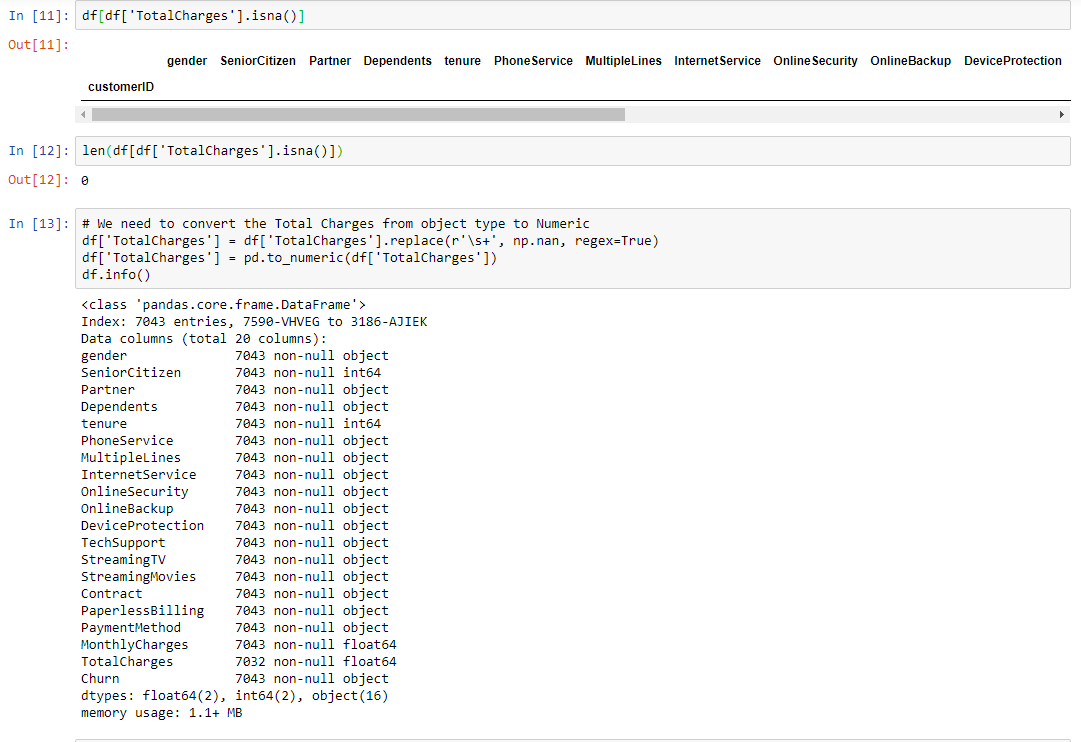 In [11]: df[df['TotalCharges'].isna()]
Out[11]:
gender SeniorCitizen Partner Dependents tenure PhoneService MultipleLines InternetService OnlineSecurity OnlineBackup DeviceProtection
customerID
In [12]: len(df[df['TotalCharges'].isna()])
Out[12]: 0
In [13]: # We need to convert the Total Charges from object type to Numeric
df['TotalCharges'] = df['TotalCharges'].replace(r'\s+', np.nan, regex=True)
df['TotalCharges'] = pd.to_numeric(df['TotalCharges'])
df.info()
<class 'pandas.core.frame.DataFrame'>
Index: 7043 entries, 7590-VHVEG to 3186-AJIEK
Data columns (total 20 columns):
gender 7043 non-null object
SeniorCitizen 7043 non-null int64
Partner 7043 non-null object
Dependents 7043 non-null object
tenure 7043 non-null int64
PhoneService 7043 non-null object
MultipleLines 7043 non-null object
InternetService 7043 non-null object
OnlineSecurity 7043 non-null object
OnlineBackup 7043 non-null object
DeviceProtection 7043 non-null object
TechSupport 7043 non-null object
StreamingTV 7043 non-null object
StreamingMovies 7043 non-null object
Contract 7043 non-null object
PaperlessBilling 7043 non-null object
PaymentMethod 7043 non-null object
MonthlyCharges 7043 non-null float64
TotalCharges 7032 non-null float64
Churn 7043 non-null object
dtypes: float64(2), int64(2), object(16)
memory usage: 1.1+ MB